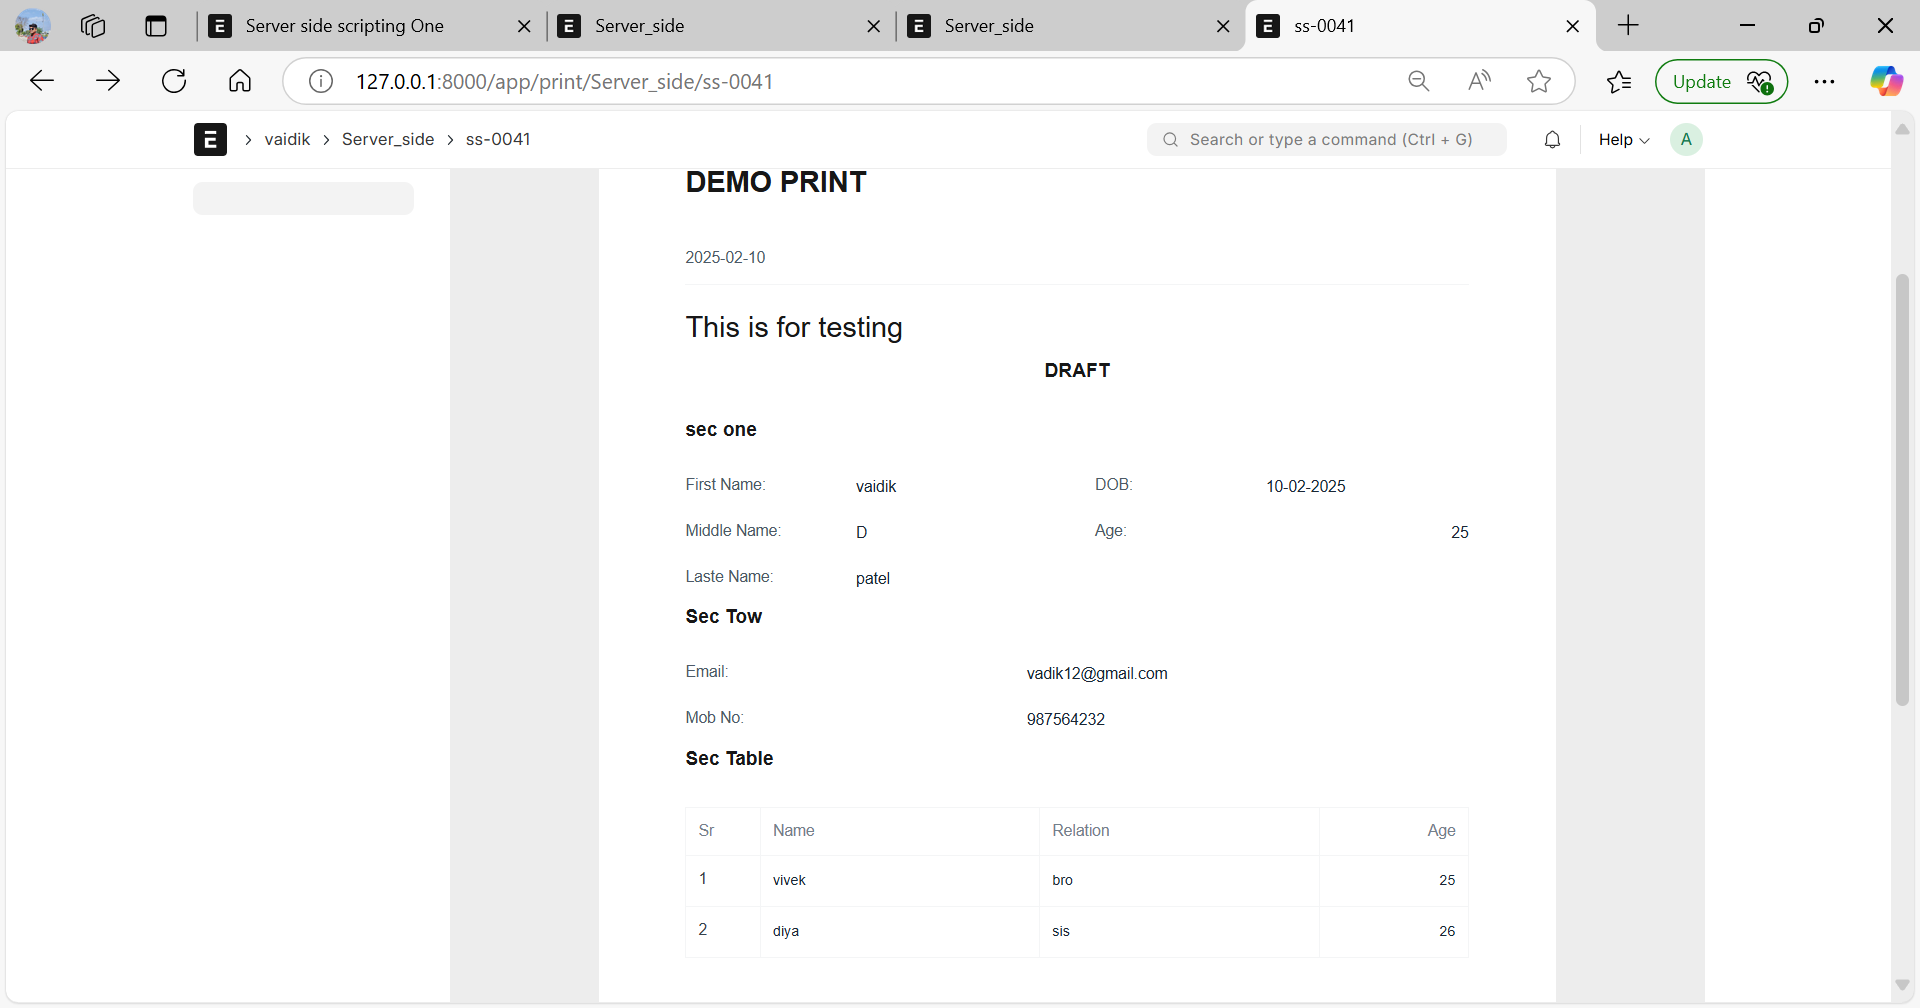 Server side scripting One
Server_side
Server_side
ss-0041
127.0.0.1:8000/app/print/Server_side/ss-0041
Update
E > vaidik > Server_side > ss-0041
Search or type a command (Ctrl + G)
Help
A
DEMO PRINT
2025-02-10
This is for testing
DRAFT
sec one
First Name: vaidik DOB: 10-02-2025
Middle Name: D Age: 25
Laste Name: patel
Sec Tow
Email: vadik12@gmail.com
Mob No: 987564232
Sec Table
Sr Name Relation Age
1 vivek bro 25
2 diya sis 26